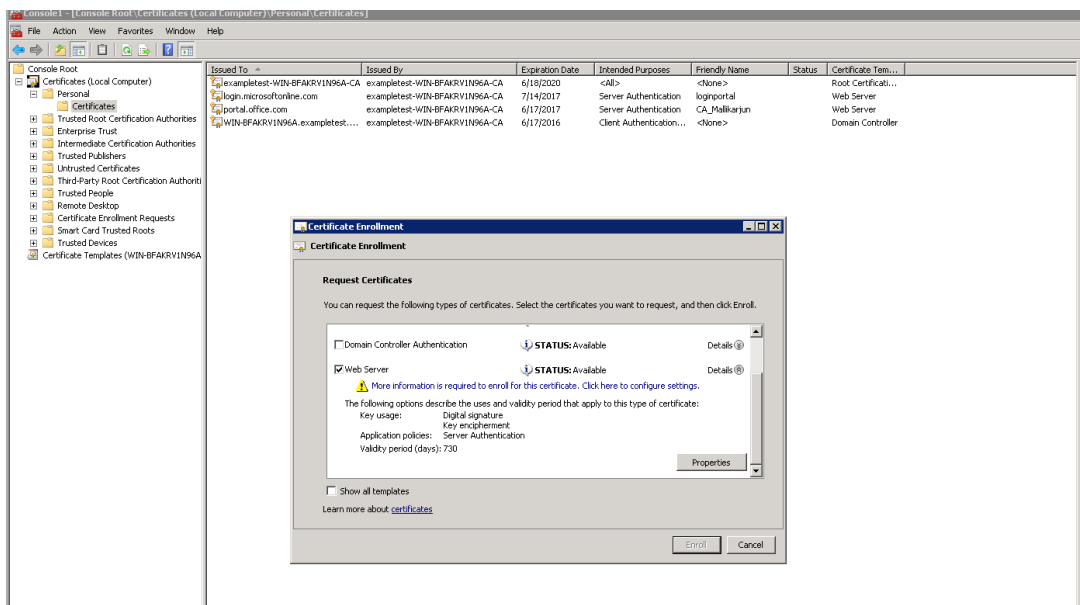 Console1 - [Console Root\Certificates (Local Computer)\Personal\Certificates]
File Action View Favorites Window Help
Console Root
Certificates (Local Computer)
Personal
Certificates
Trusted Root Certification Authorities
Enterprise Trust
Intermediate Certification Authorities
Trusted Publishers
Untrusted Certificates
Third-Party Root Certification Authoriti
Trusted People
Remote Desktop
Certificate Enrollment Requests
Smart Card Trusted Roots
Trusted Devices
Certificate Templates (WIN-BFAKRV1N96A
Issued To Issued By Expiration Date Intended Purposes Friendly Name Status Certificate Tem...
exampletest-WIN-BFAKRV1N96A-CA exampletest-WIN-BFAKRV1N96A-CA 6/18/2020 <All> <None> Root Certificati...
login.microsoftonline.com exampletest-WIN-BFAKRV1N96A-CA 7/14/2017 Server Authentication loginportal Web Server
portal.office.com exampletest-WIN-BFAKRV1N96A-CA 6/17/2017 Server Authentication CA_Mallikarjun Web Server
WIN-BFAKRV1N96A.exampletest.... exampletest-WIN-BFAKRV1N96A-CA 6/17/2016 Client Authentication... <None> Domain Controller
Certificate Enrollment
Certificate Enrollment
Request Certificates
You can request the following types of certificates. Select the certificates you want to request, and then click Enroll.
Domain Controller Authentication STATUS: Available Details
Web Server STATUS: Available Details
More information is required to enroll for this certificate. Click here to configure settings.
The following options describe the uses and validity period that apply to this type of certificate:
Key usage: Digital signature
Key encipherment
Application policies: Server Authentication
Validity period (days): 730
Properties
Show all templates
Learn more about certificates
Enroll Cancel